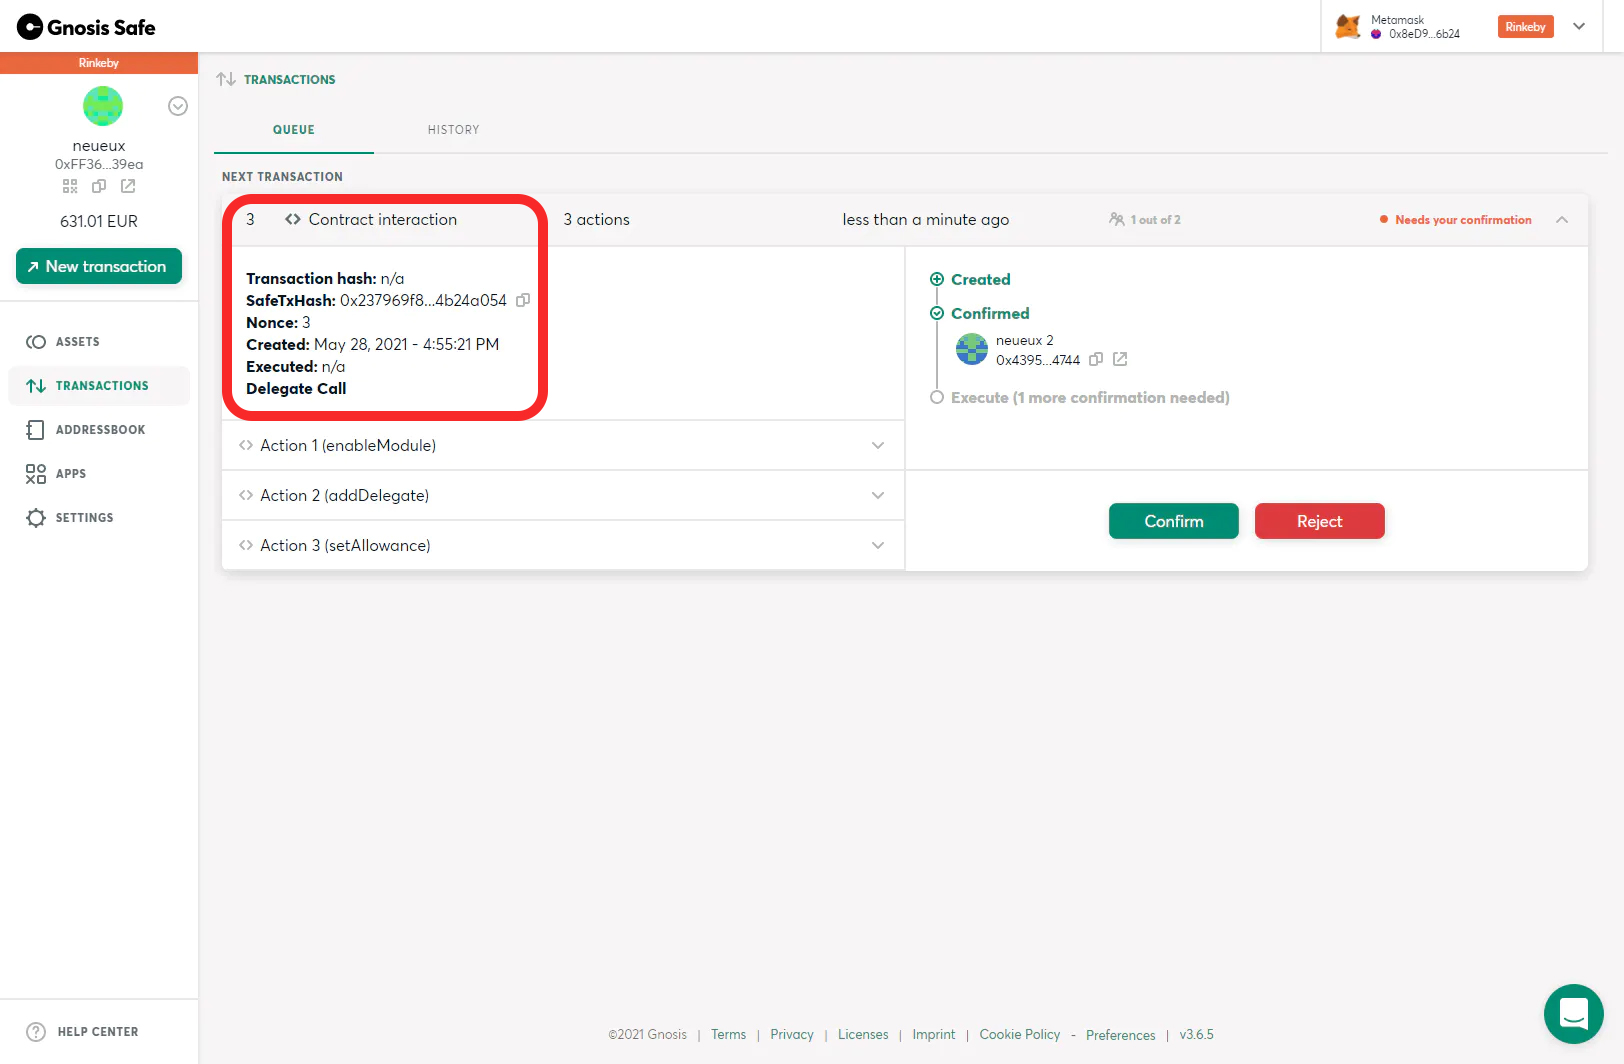 Gnosis Safe
Metamask
0x8eD9...6b24
Rinkeby
Rinkeby
neueux
0xFF36...39ea
631.01 EUR
New transaction
ASSETS
TRANSACTIONS
ADDRESSBOOK
APPS
SETTINGS
HELP CENTER
TRANSACTIONS
QUEUE
HISTORY
NEXT TRANSACTION
3 Contract interaction 3 actions less than a minute ago 1 out of 2 Needs your confirmation
Transaction hash: n/a
SafeTxHash: 0x237969f8...4b24a054
Nonce: 3
Created: May 28, 2021 - 4:55:21 PM
Executed: n/a
Delegate Call
Action 1 (enableModule)
Action 2 (addDelegate)
Action 3 (setAllowance)
Created
Confirmed
neueux 2
0x4395...4744
Execute (1 more confirmation needed)
Confirm
Reject
©2021 Gnosis | Terms | Privacy | Licenses | Imprint | Cookie Policy - Preferences | v3.6.5